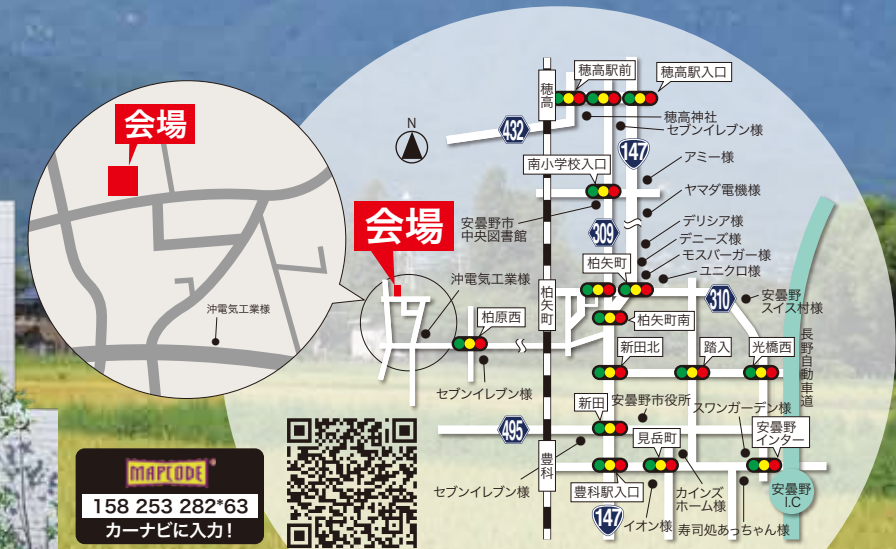 会場
沖電気工業様
N
会場
沖電気工業様
穂高
穂高駅前
穂高駅入口
穂高神社
セブンイレブン様
432
147
アミー様
南小学校入口
ヤマダ電機様
安曇野市
中央図書館
309
デリシア様
デニーズ様
モスバーガー様
ユニクロ様
柏矢町
柏矢町
310
安曇野
スイス村様
柏原西
柏矢町南
セブンイレブン様
新田北
踏入
光橋西
長野自動車道
新田
安曇野市役所
スワンガーデン様
495
見岳町
安曇野
インター
豊科
セブンイレブン様
豊科駅入口
カインズ
ホーム様
安曇野
I.C
147
イオン様
寿司処あっちゃん様
MAPCODE
158 253 282*63
カーナビに入力!